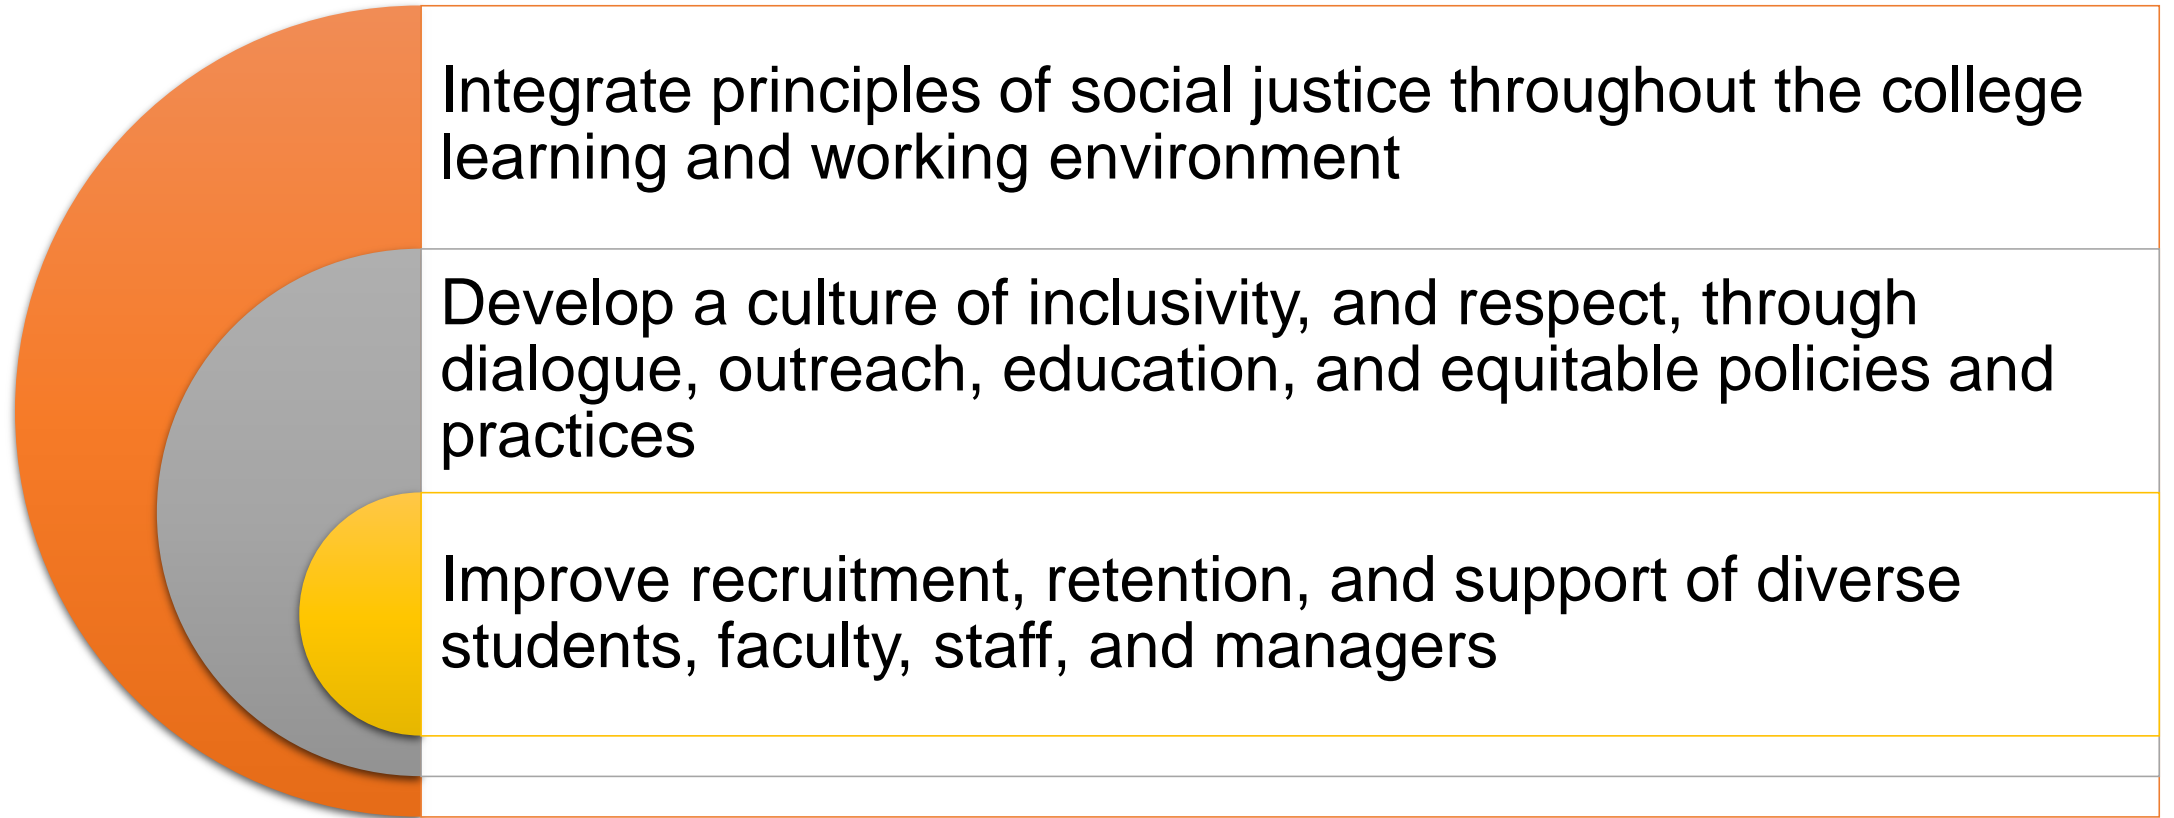 Integrate principles of social justice throughout the college
learning and working environment
Develop a culture of inclusivity, and respect, through
dialogue, outreach, education, and equitable policies and
practices
Improve recruitment, retention, and support of diverse
students, faculty, staff, and managers